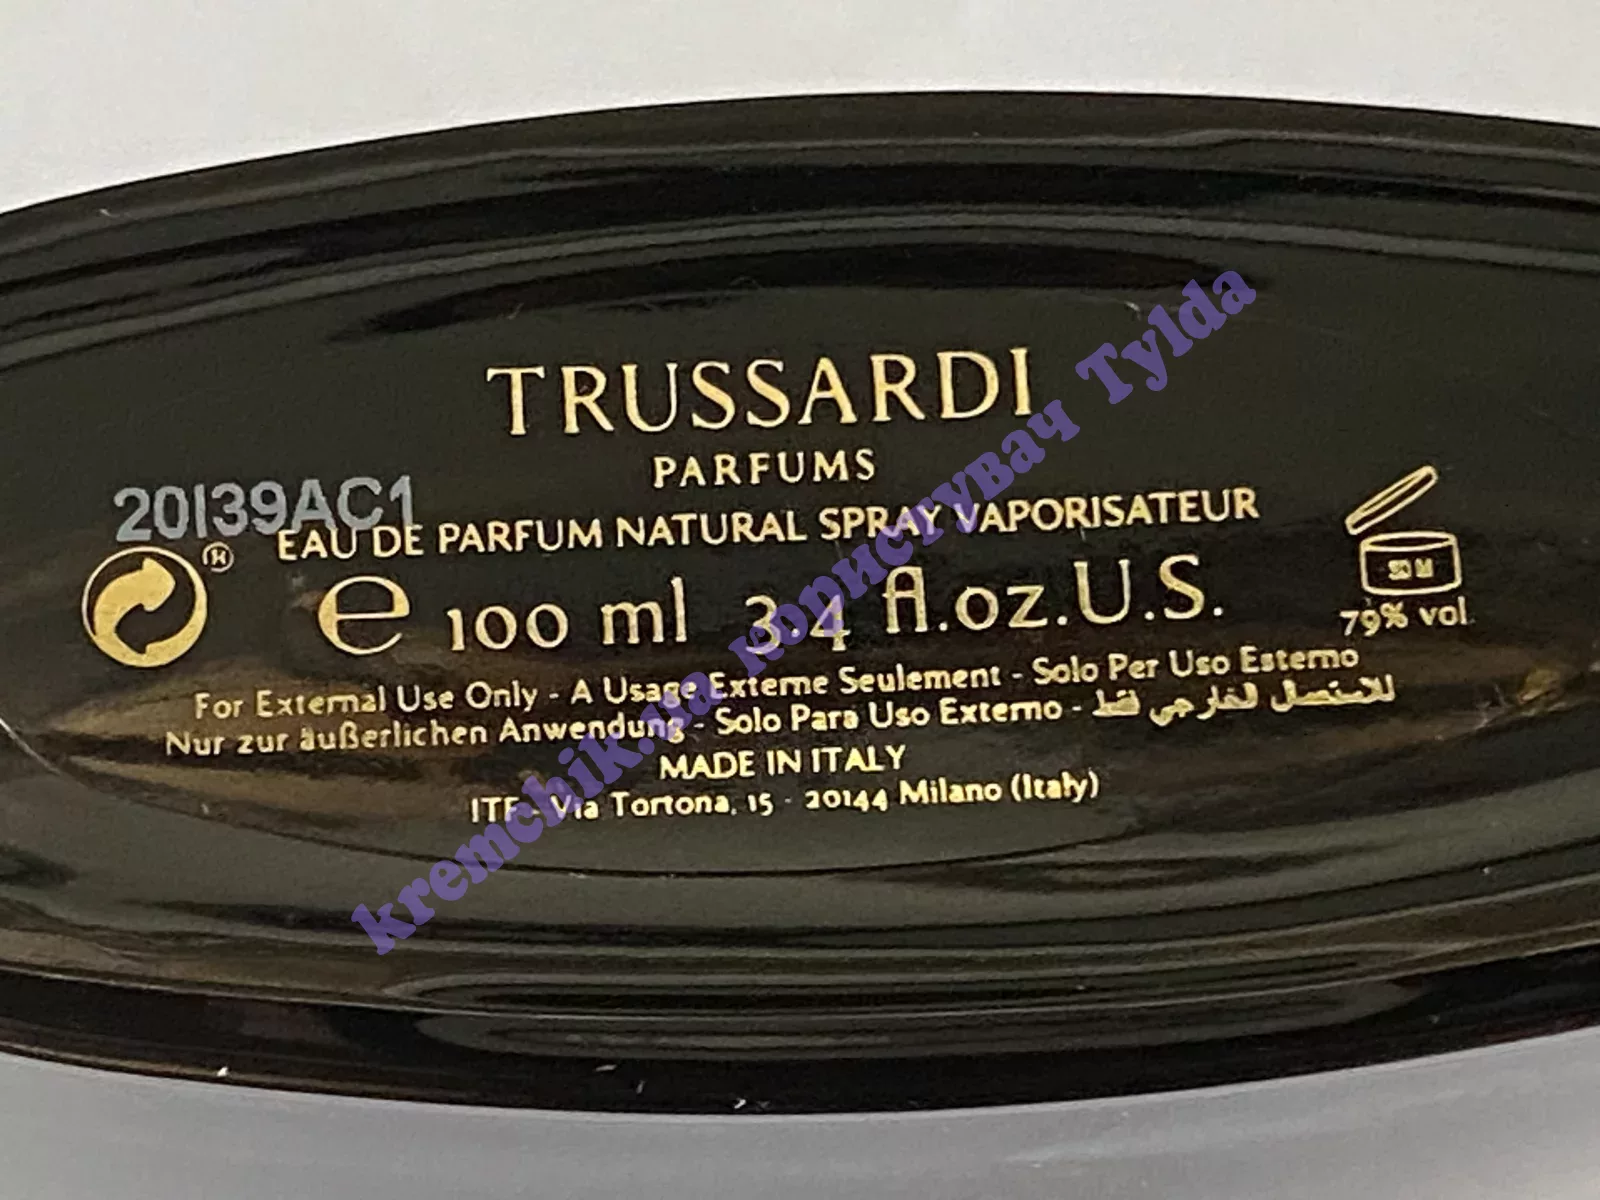 TRUSSARDI
PARFUMS
20139AC1
EAU DE PARFUM NATURAL SPRAY VAPORISATEUR
℮ 100 ml 3.4 fl.oz.U.S.
79% vol.
For External Use Only - A Usage Externe Seulement - Solo Per Uso Esterno
Nur zur äußerlichen Anwendung - Solo Para Uso Externo - للاستعمال الخارجي فقط
MADE IN ITALY
ITF - Via Tortona, 15 - 20144 Milano (Italy)
kremchik.ua користувач Tylda